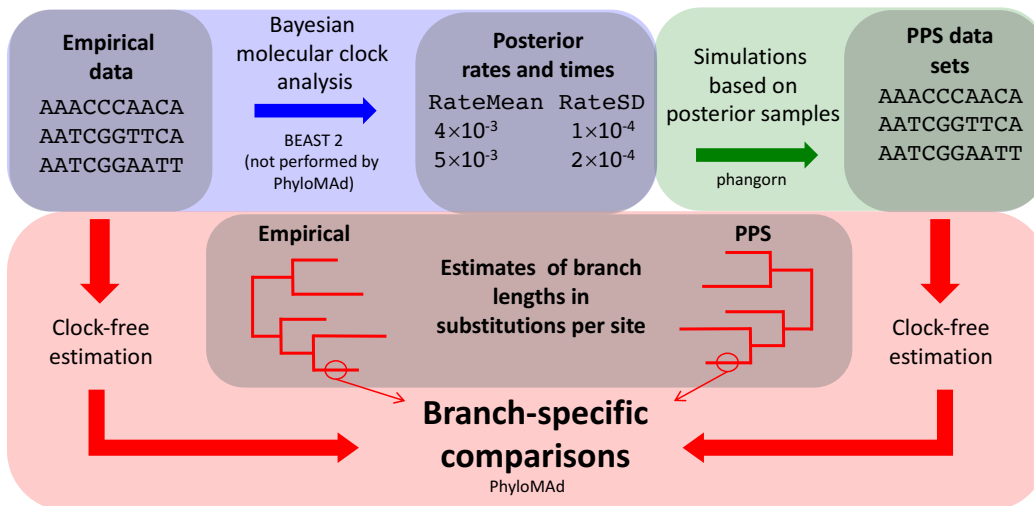 Empirical
data
AAACCCAACA
AATCGGTTCA
AATCGGAATT
Bayesian
molecular clock
analysis
BEAST 2
(not performed by
PhyloMAd)
Posterior
rates and times
RateMean RateSD
4×10⁻³ 1×10⁻⁴
5×10⁻³ 2×10⁻⁴
Simulations
based on
posterior samples
phangorn
PPS data
sets
AAACCCAACA
AATCGGTTCA
AATCGGAATT
Clock-free
estimation
Empirical
Estimates of branch
lengths in
substitutions per site
PPS
Clock-free
estimation
Branch-specific
comparisons
PhyloMAd